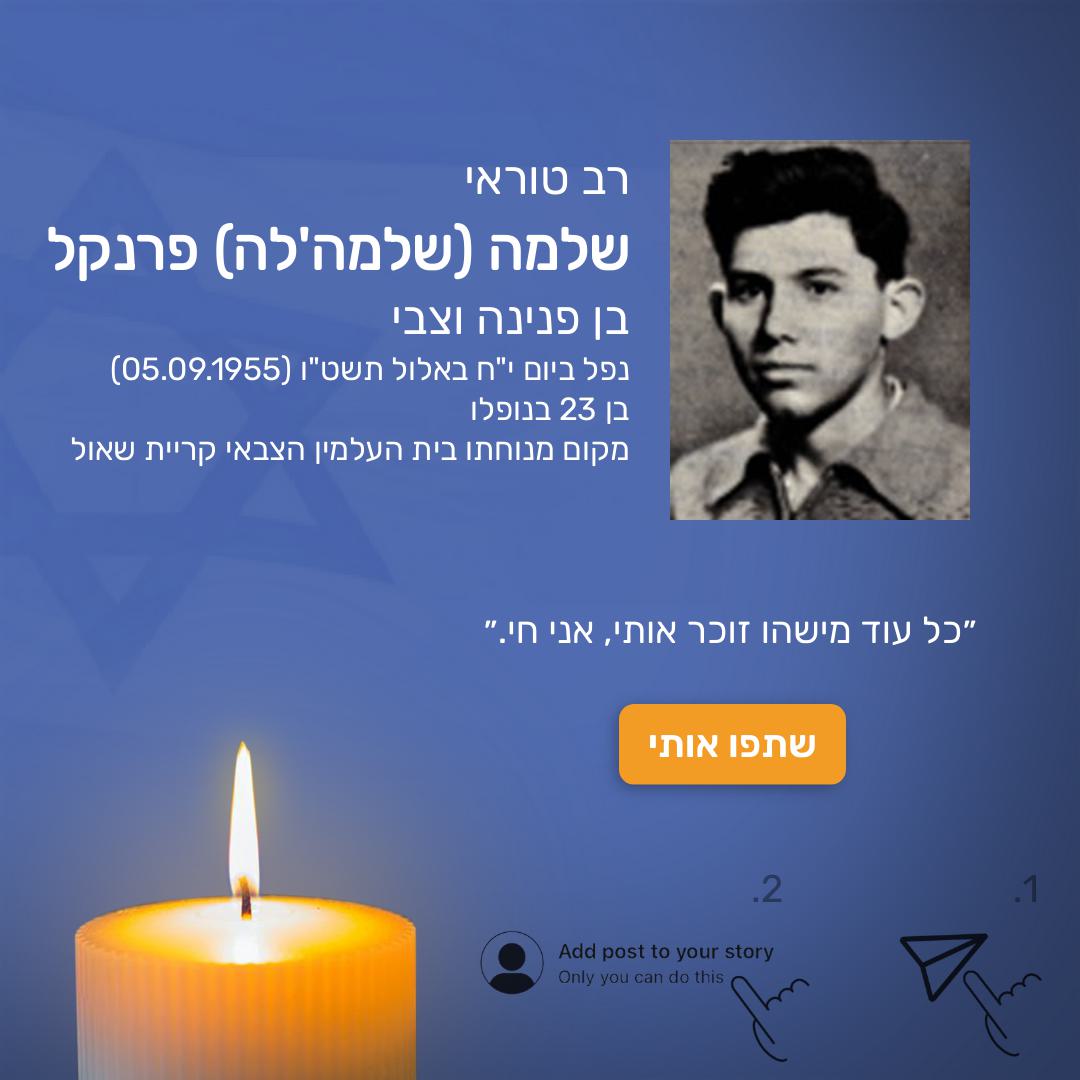 רב טוראי
שלמה (שלמה'לה) פרנקל
בן פנינה וצבי
נפל ביום י"ח באלול תשט"ו (05.09.1955)
בן 23 בנופלו
מקום מנוחתו בית העלמין הצבאי קריית שאול
״כל עוד מישהו זוכר אותי, אני חי.״
שתפו אותי
1.
2.
Add post to your story
Only you can do this